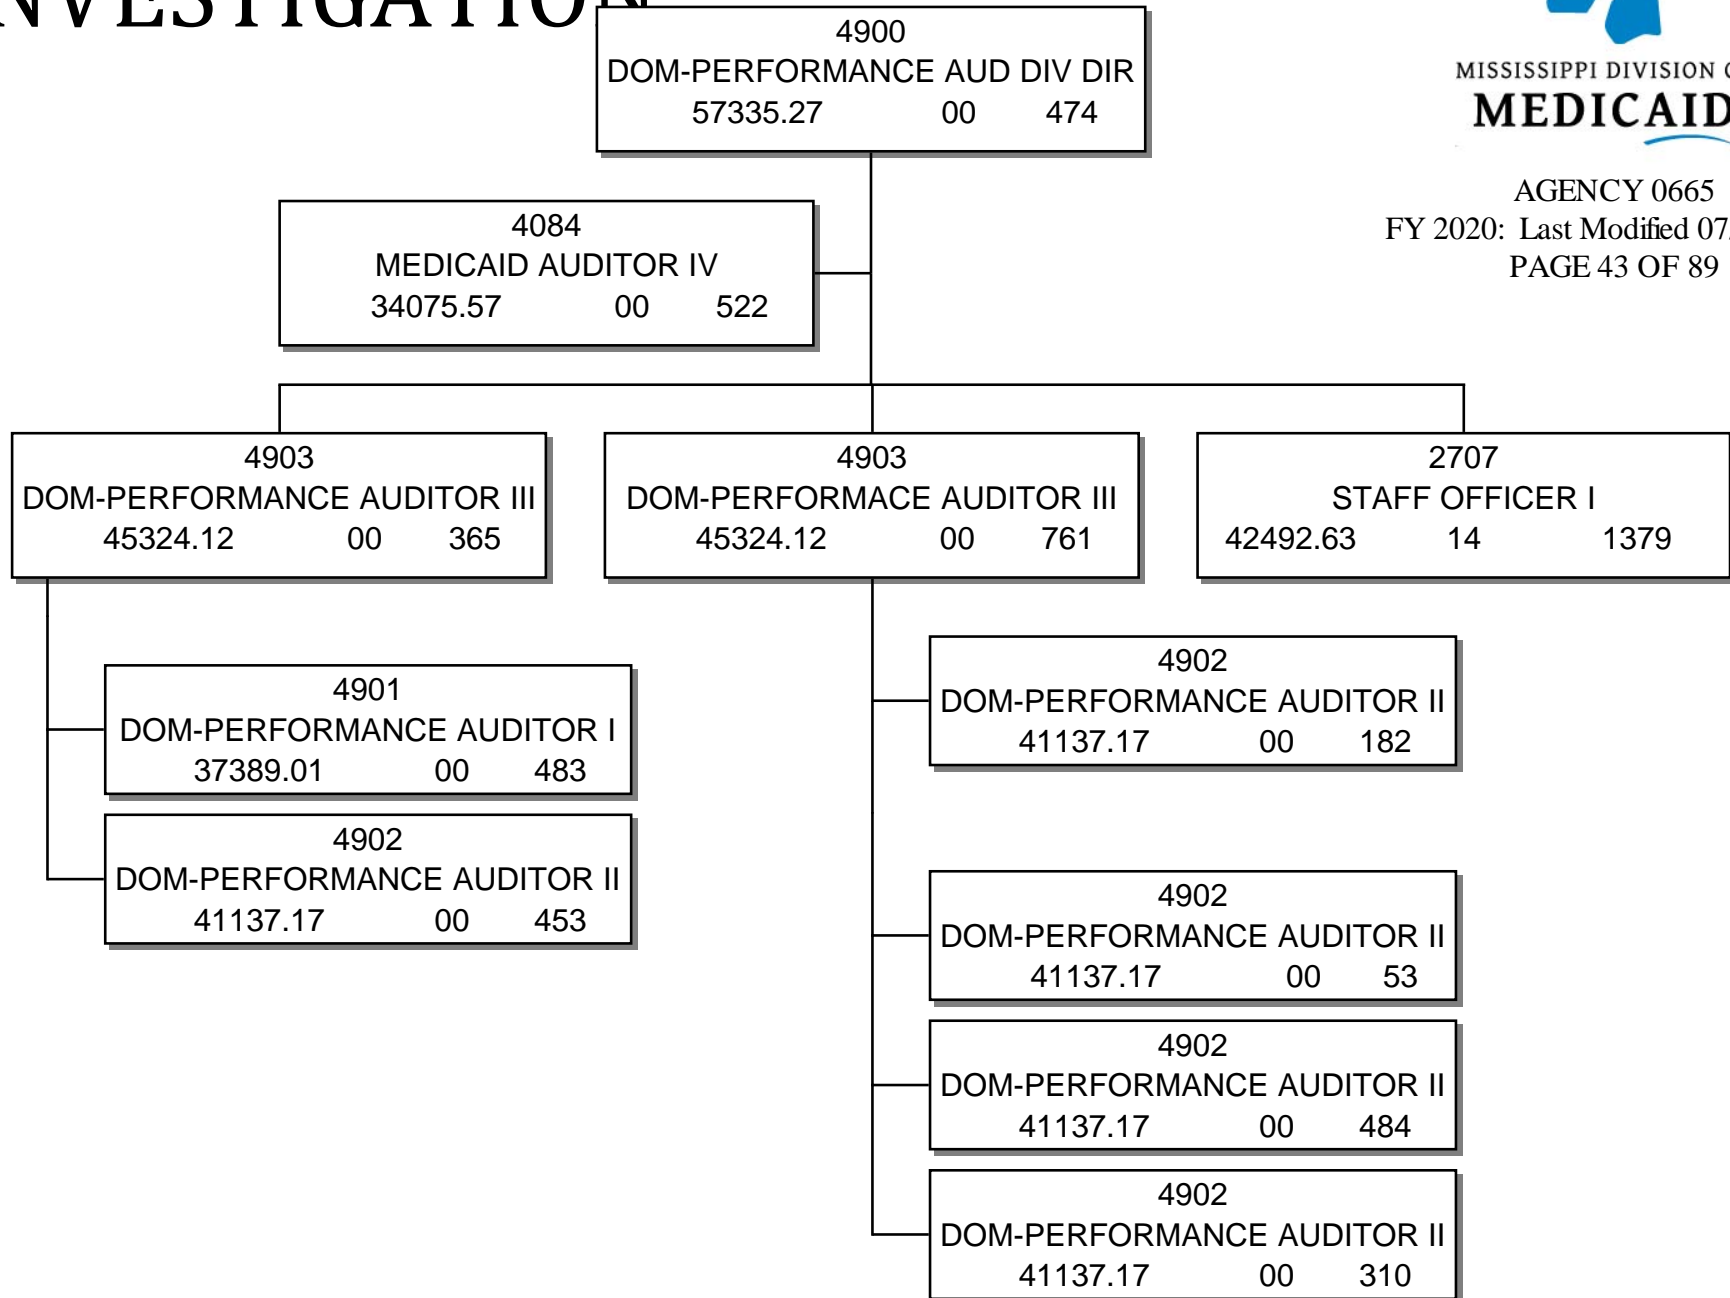 NVESTIGATION
4900
DOM-PERFORMANCE AUD DIV DIR
57335.27 00 474
MISSISSIPPI DIVISION
MEDICAID
AGENCY 0665
FY 2020: Last Modified 07
PAGE 43 OF 89
4084
MEDICAID AUDITOR IV
34075.57 00 522
4903
DOM-PERFORMANCE AUDITOR III
45324.12 00 365
4903
DOM-PERFORMACE AUDITOR III
45324.12 00 761
2707
STAFF OFFICER I
42492.63 14 1379
4901
DOM-PERFORMANCE AUDITOR I
37389.01 00 483
4902
DOM-PERFORMANCE AUDITOR II
41137.17 00 453
4902
DOM-PERFORMANCE AUDITOR II
41137.17 00 182
4902
DOM-PERFORMANCE AUDITOR II
41137.17 00 53
4902
DOM-PERFORMANCE AUDITOR II
41137.17 00 484
4902
DOM-PERFORMANCE AUDITOR II
41137.17 00 310